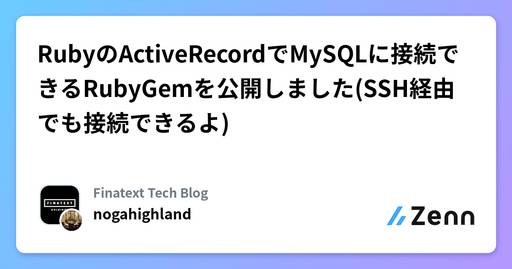 RubyのActiveRecordでMySQLに接続で
きるRubyGemを公開しました(SSH経由
でも接続できるよ)
FINATEXT
Finatext Tech Blog
nogahighland
Zenn